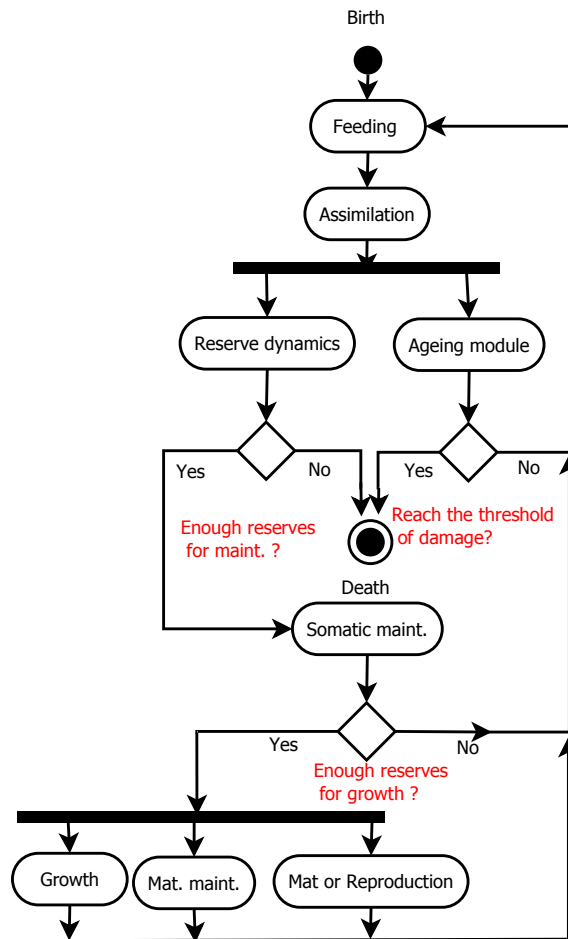 Birth
Feeding
Assimilation
Reserve dynamics
Ageing module
Yes
No
Yes
No
Enough reserves
for maint. ?
Reach the threshold
of damage?
Death
Somatic maint.
Yes
No
Enough reserves
for growth ?
Growth
Mat. maint.
Mat or Reproduction